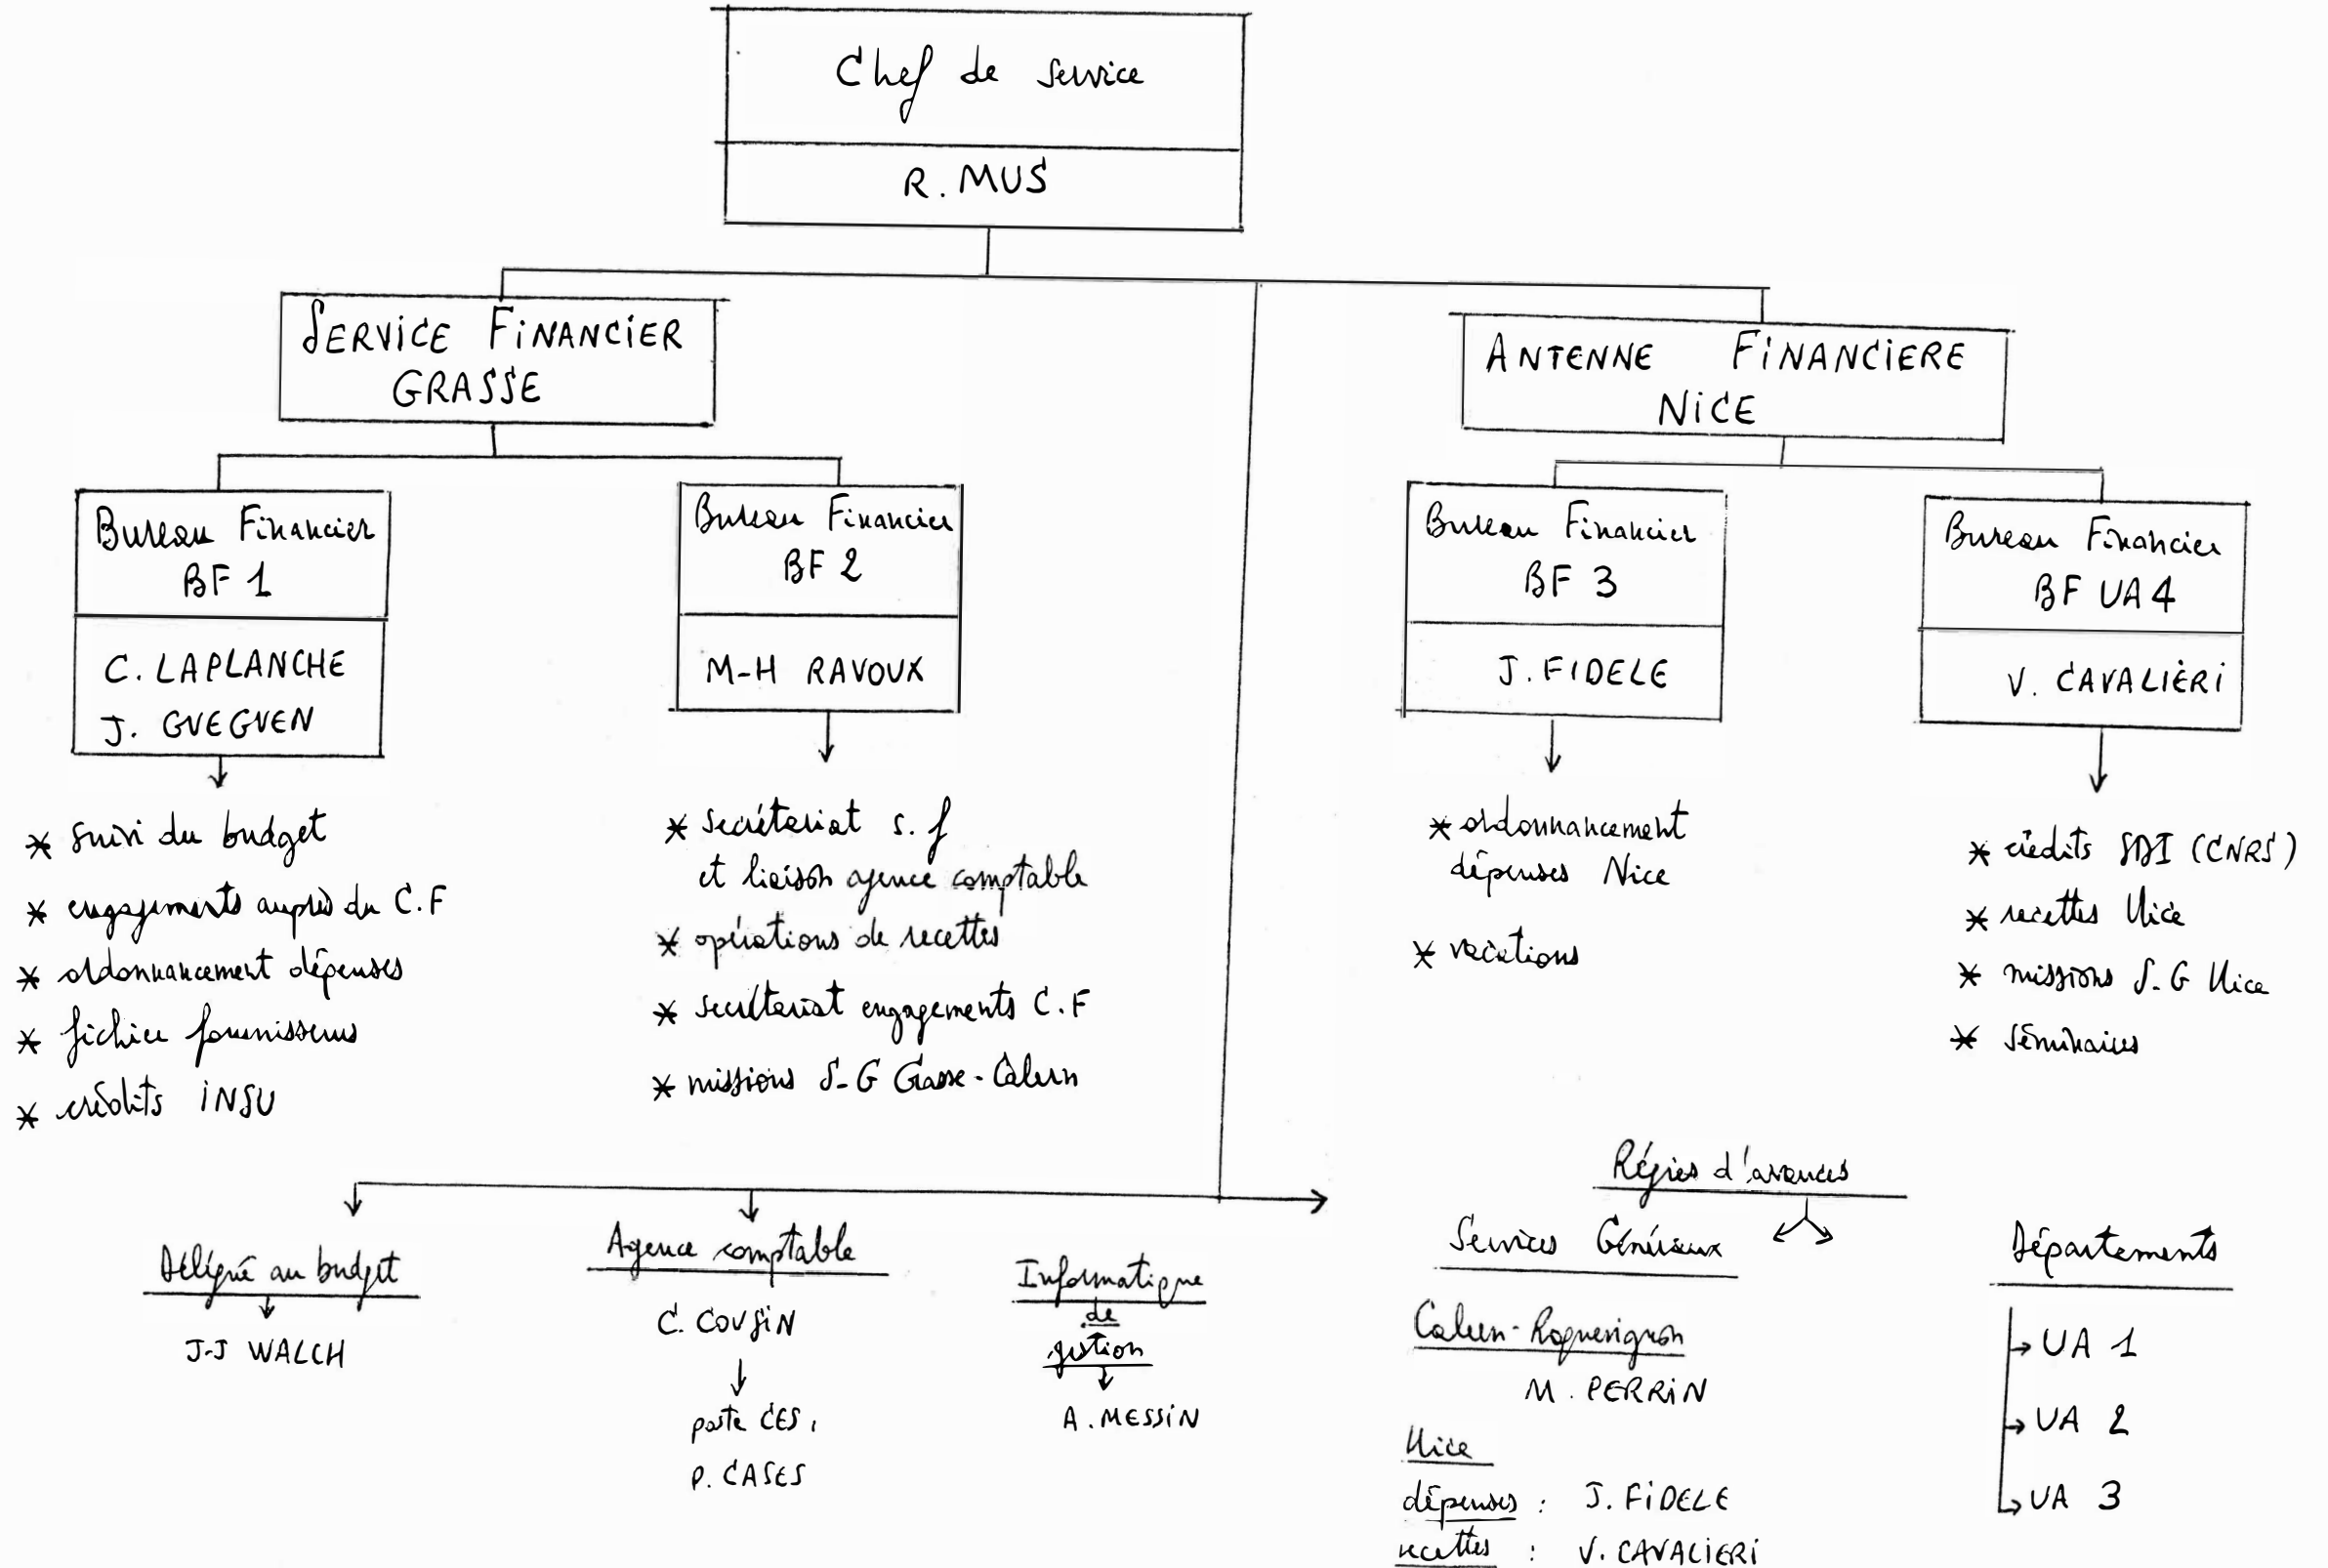 Chef de service
R. MUS
SERVICE FINANCIER
GRASSE
ANTENNE FINANCIERE
NICE
Bureau Financier
BF 1
C. LAPLANCHE
J. GUEGUEN
Bureau Financier
BF 2
M-H RAVOUX
Bureau Financier
BF 3
J. FIDELE
Bureau Financier
BF UA 4
V. CAVALIERI
* suivi du budget
* engagements auprès du C.F
* ordonnancement dépenses
* fichier fournisseurs
* crédits INSU
* secrétariat s.f
et liaison agence comptable
* opérations de recettes
* secrétariat engagements C.F
* missions S-G Grasse-Calern
* ordonnancement
dépenses Nice
* vacations
* crédits SDI (CNRS)
* recettes Nice
* missions S-G Nice
* séminaires
Délégué au budget
J-J WALCH
Agence comptable
C. COUSIN
poste CES.
P. CASES
Informatique
de
gestion
A. MESSIN
Régies d'avances
Services Généraux
Calern-Roquevignon
M. PERRIN
Nice
dépenses : J. FIDELE
recettes : V. CAVALIERI
Départements
UA 1
UA 2
UA 3